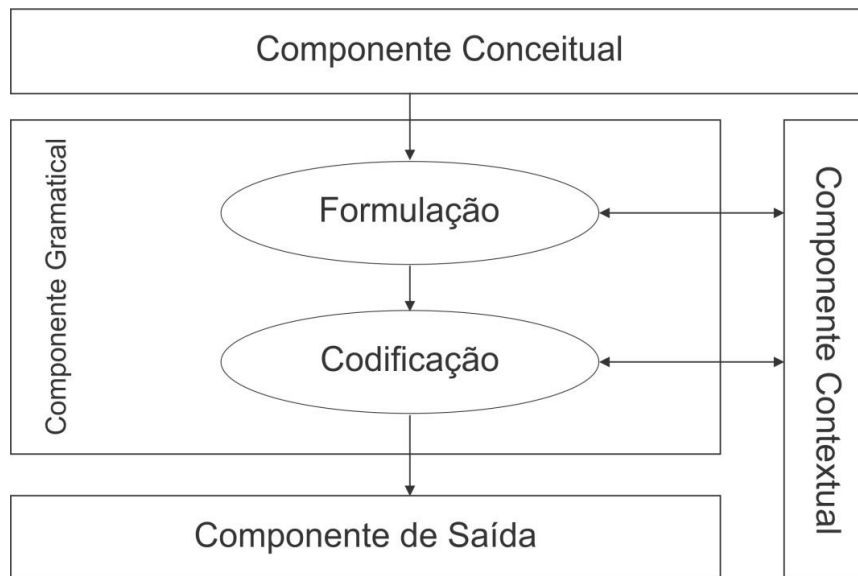 Componente Conceitual
Componente Gramatical
Formulação
Codificação
Componente Contextual
Componente de Saída